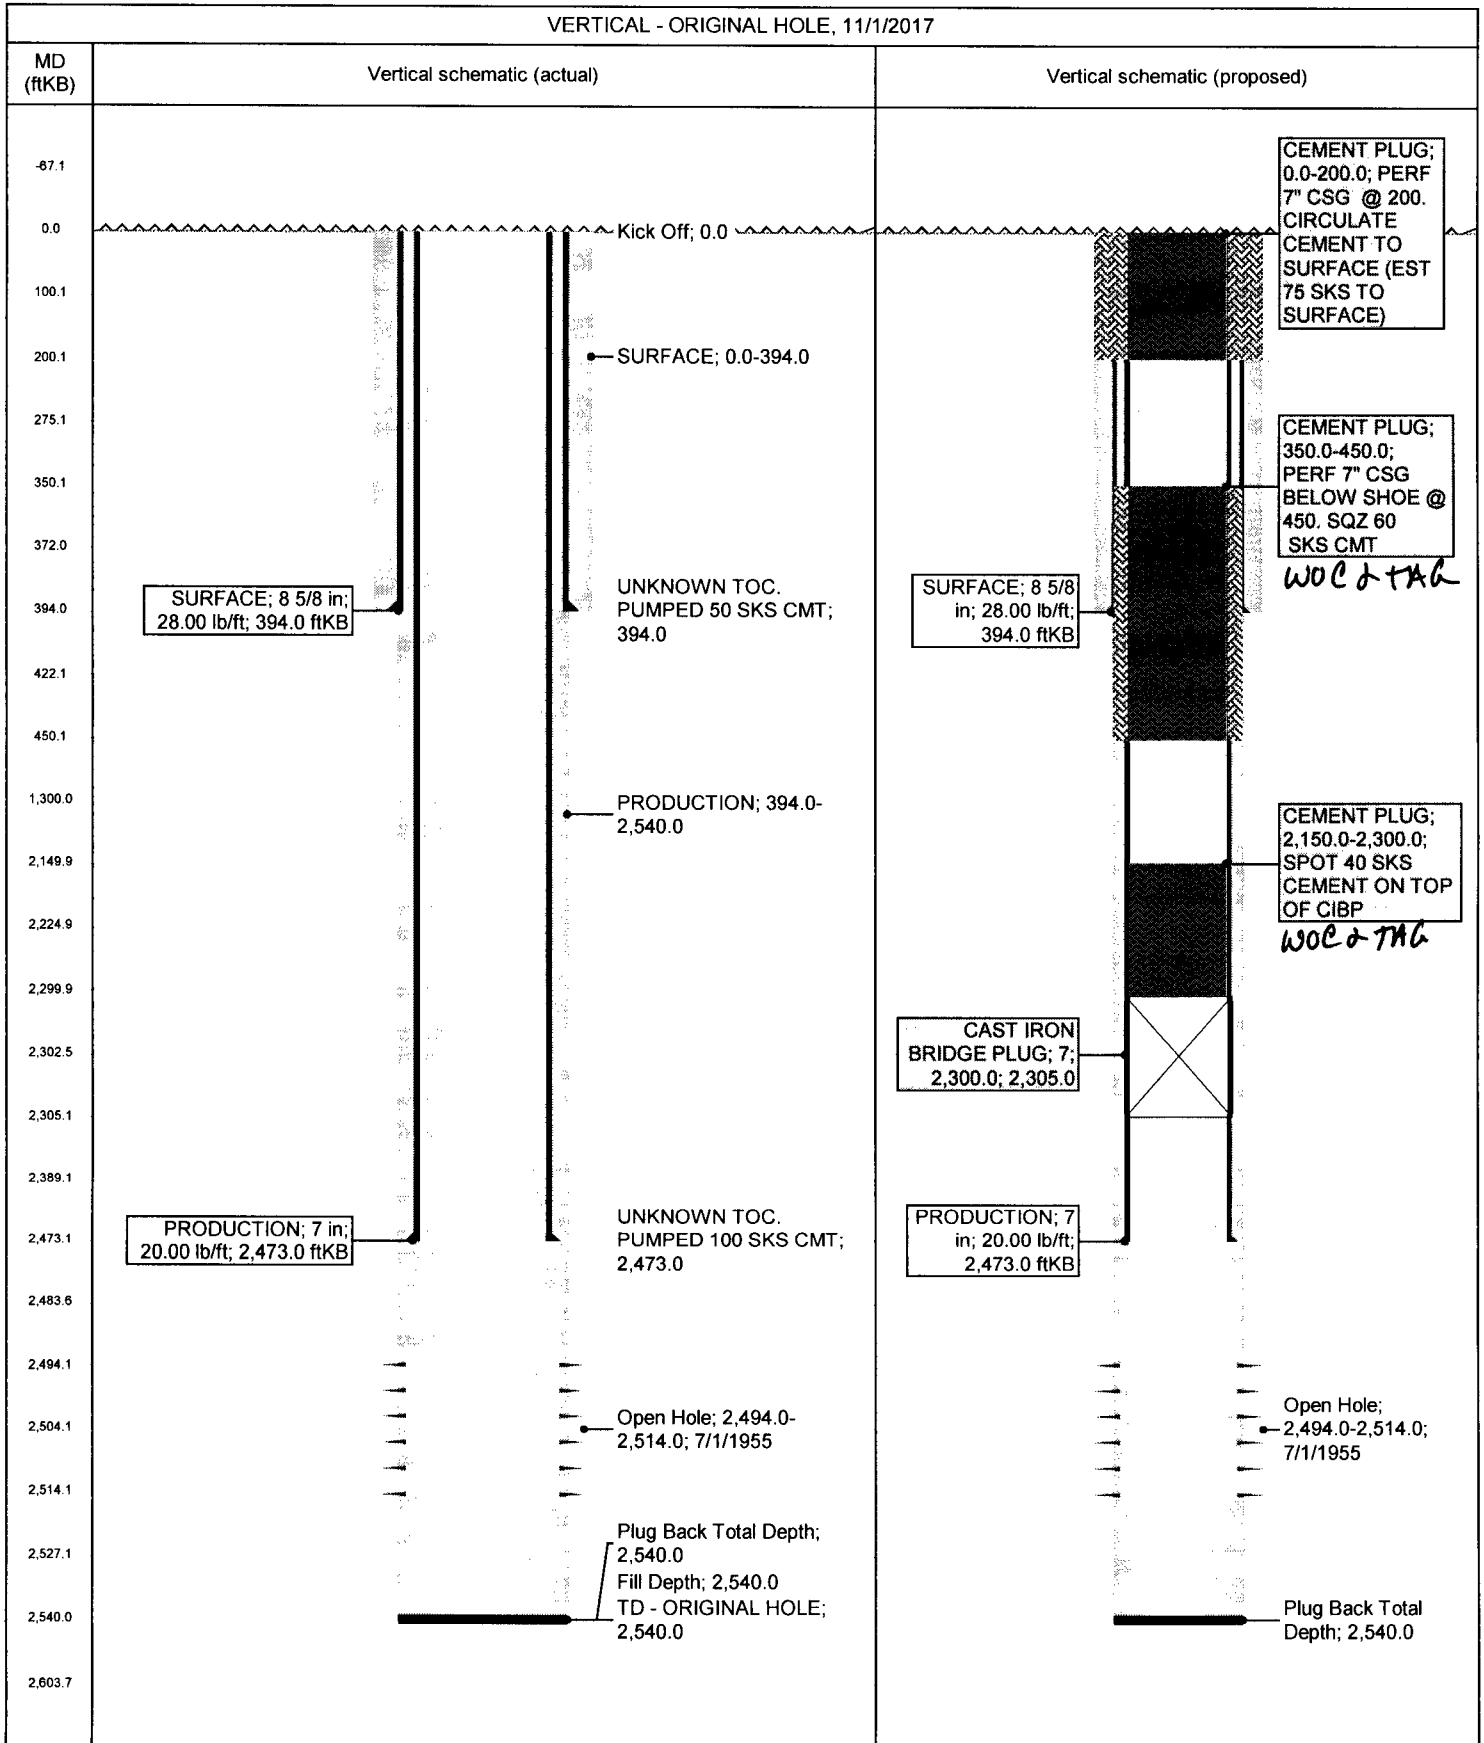 VERTICAL - ORIGINAL HOLE, 11/1/2017
MD
(ftKB)
Vertical schematic (actual)
Vertical schematic (proposed)
-67.1
0.0
100.1
200.1
275.1
350.1
372.0
394.0
422.1
450.1
1,300.0
2,149.9
2,224.9
2,299.9
2,302.5
2,305.1
2,389.1
2,473.1
2,483.6
2,494.1
2,504.1
2,514.1
2,527.1
2,540.0
2,603.7
Kick Off; 0.0
SURFACE; 0.0-394.0
SURFACE; 8 5/8 in;
28.00 lb/ft; 394.0 ftKB
UNKNOWN TOC.
PUMPED 50 SKS CMT;
394.0
PRODUCTION; 394.0-
2,540.0
PRODUCTION; 7 in;
20.00 lb/ft; 2,473.0 ftKB
UNKNOWN TOC.
PUMPED 100 SKS CMT;
2,473.0
Open Hole; 2,494.0-
2,514.0; 7/1/1955
Plug Back Total Depth;
2,540.0
Fill Depth; 2,540.0
TD - ORIGINAL HOLE;
2,540.0
CEMENT PLUG;
0.0-200.0; PERF
7" CSG @ 200.
CIRCULATE
CEMENT TO
SURFACE (EST
75 SKS TO
SURFACE)
CEMENT PLUG;
350.0-450.0;
PERF 7" CSG
BELOW SHOE @
450. SQZ 60
SKS CMT
WOC & TAG
SURFACE; 8 5/8
in; 28.00 lb/ft;
394.0 ftKB
CEMENT PLUG;
2,150.0-2,300.0;
SPOT 40 SKS
CEMENT ON TOP
OF CIBP
WOC & TAG
CAST IRON
BRIDGE PLUG; 7;
2,300.0; 2,305.0
PRODUCTION; 7
in; 20.00 lb/ft;
2,473.0 ftKB
Open Hole;
2,494.0-2,514.0;
7/1/1955
Plug Back Total
Depth; 2,540.0